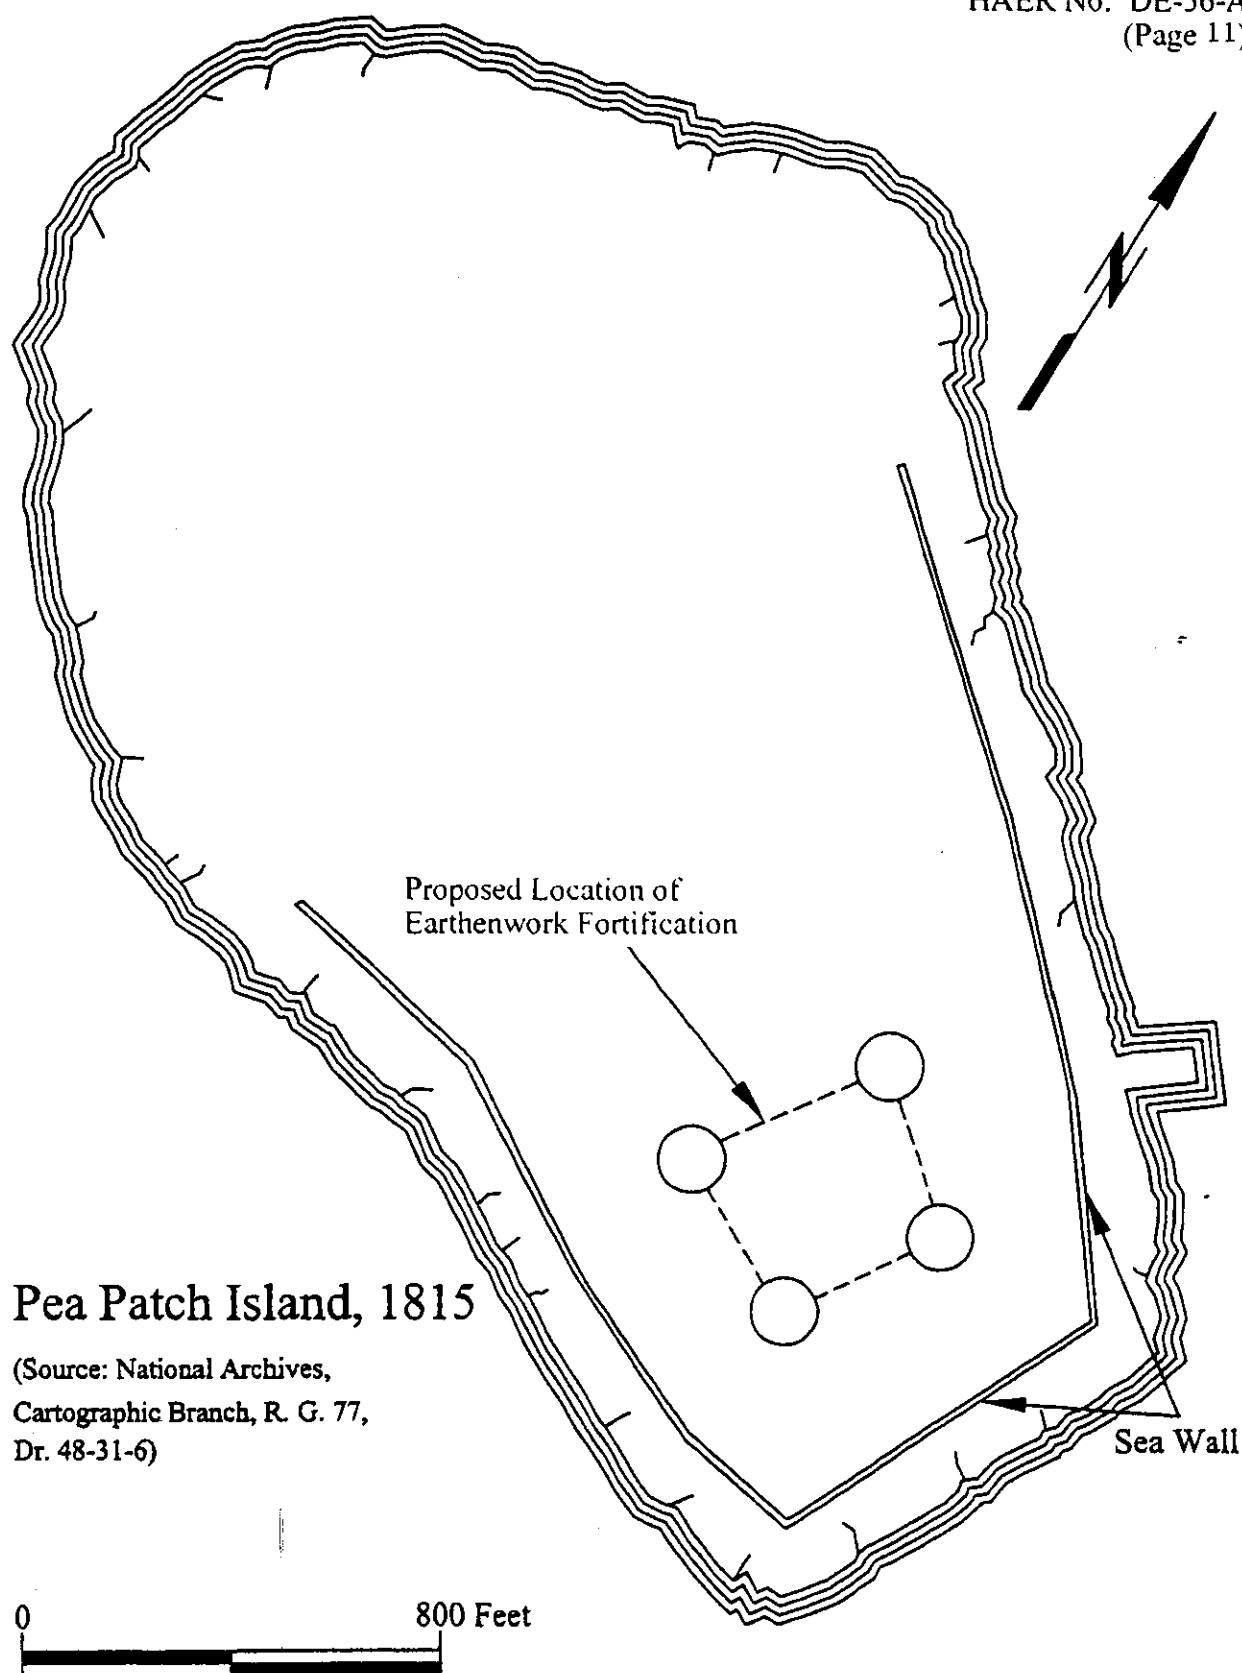 HAER No. DE-56-A
(Page 11)
N
Proposed Location of
Earthenwork Fortification
Pea Patch Island, 1815
(Source: National Archives,
Cartographic Branch, R. G. 77,
Dr. 48-31-6)
Sea Wall
0 800 Feet